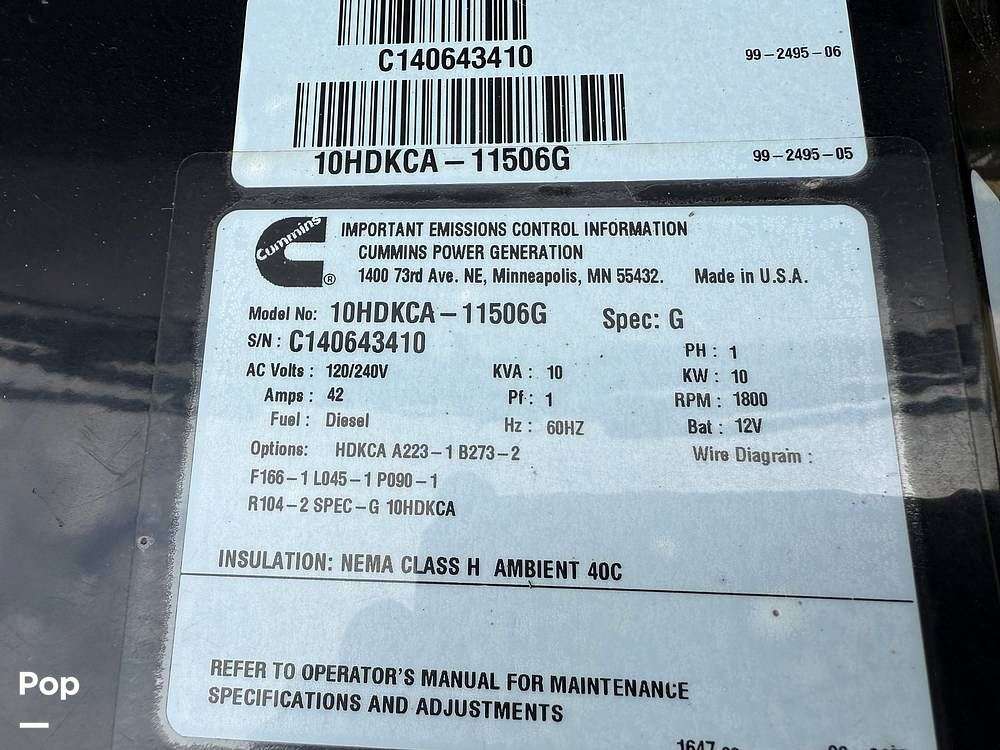 C140643410
99-2495-06
10HDKCA-11506G
99-2495-05
Cummins
®
IMPORTANT EMISSIONS CONTROL INFORMATION
CUMMINS POWER GENERATION
1400 73rd Ave. NE, Minneapolis, MN 55432. Made in U.S.A.
Model No: 10HDKCA-11506G Spec: G
S/N : C140643410 PH : 1
AC Volts : 120/240V KVA : 10 KW : 10
Amps : 42 Pf : 1 RPM : 1800
Fuel : Diesel Hz : 60HZ Bat : 12V
Options: HDKCA A223-1 B273-2 Wire Diagram :
F166-1 L045-1 P090-1
R104-2 SPEC-G 10HDKCA
INSULATION: NEMA CLASS H AMBIENT 40C
REFER TO OPERATOR'S MANUAL FOR MAINTENANCE
SPECIFICATIONS AND ADJUSTMENTS
Pop